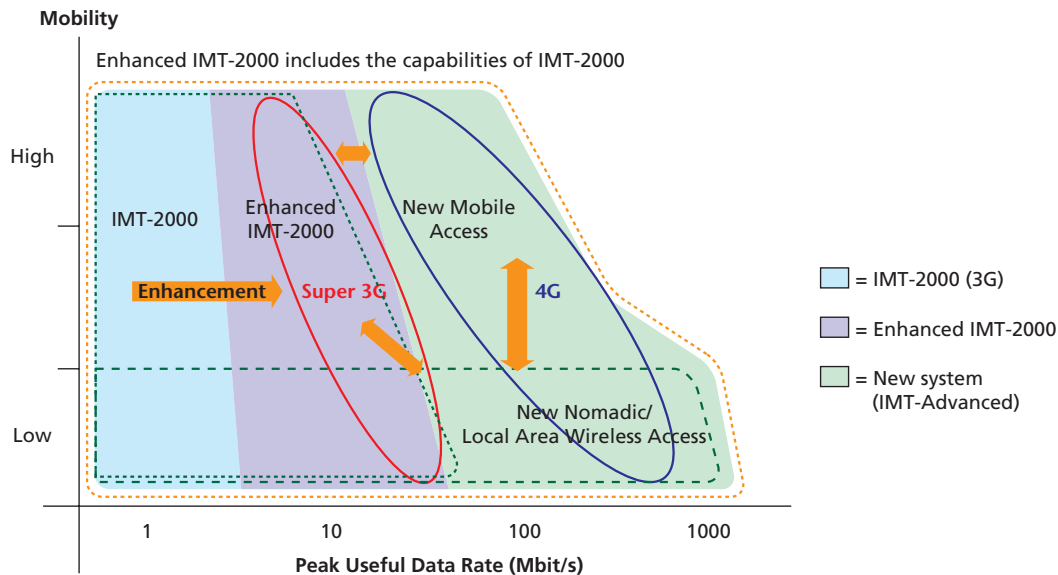 Mobility
Enhanced IMT-2000 includes the capabilities of IMT-2000
High
IMT-2000
Enhanced
IMT-2000
New Mobile
Access
Enhancement
Super 3G
4G
Low
New Nomadic/
Local Area Wireless Access
1
10
100
1000
Peak Useful Data Rate (Mbit/s)
= IMT-2000 (3G)
= Enhanced IMT-2000
= New system
(IMT-Advanced)